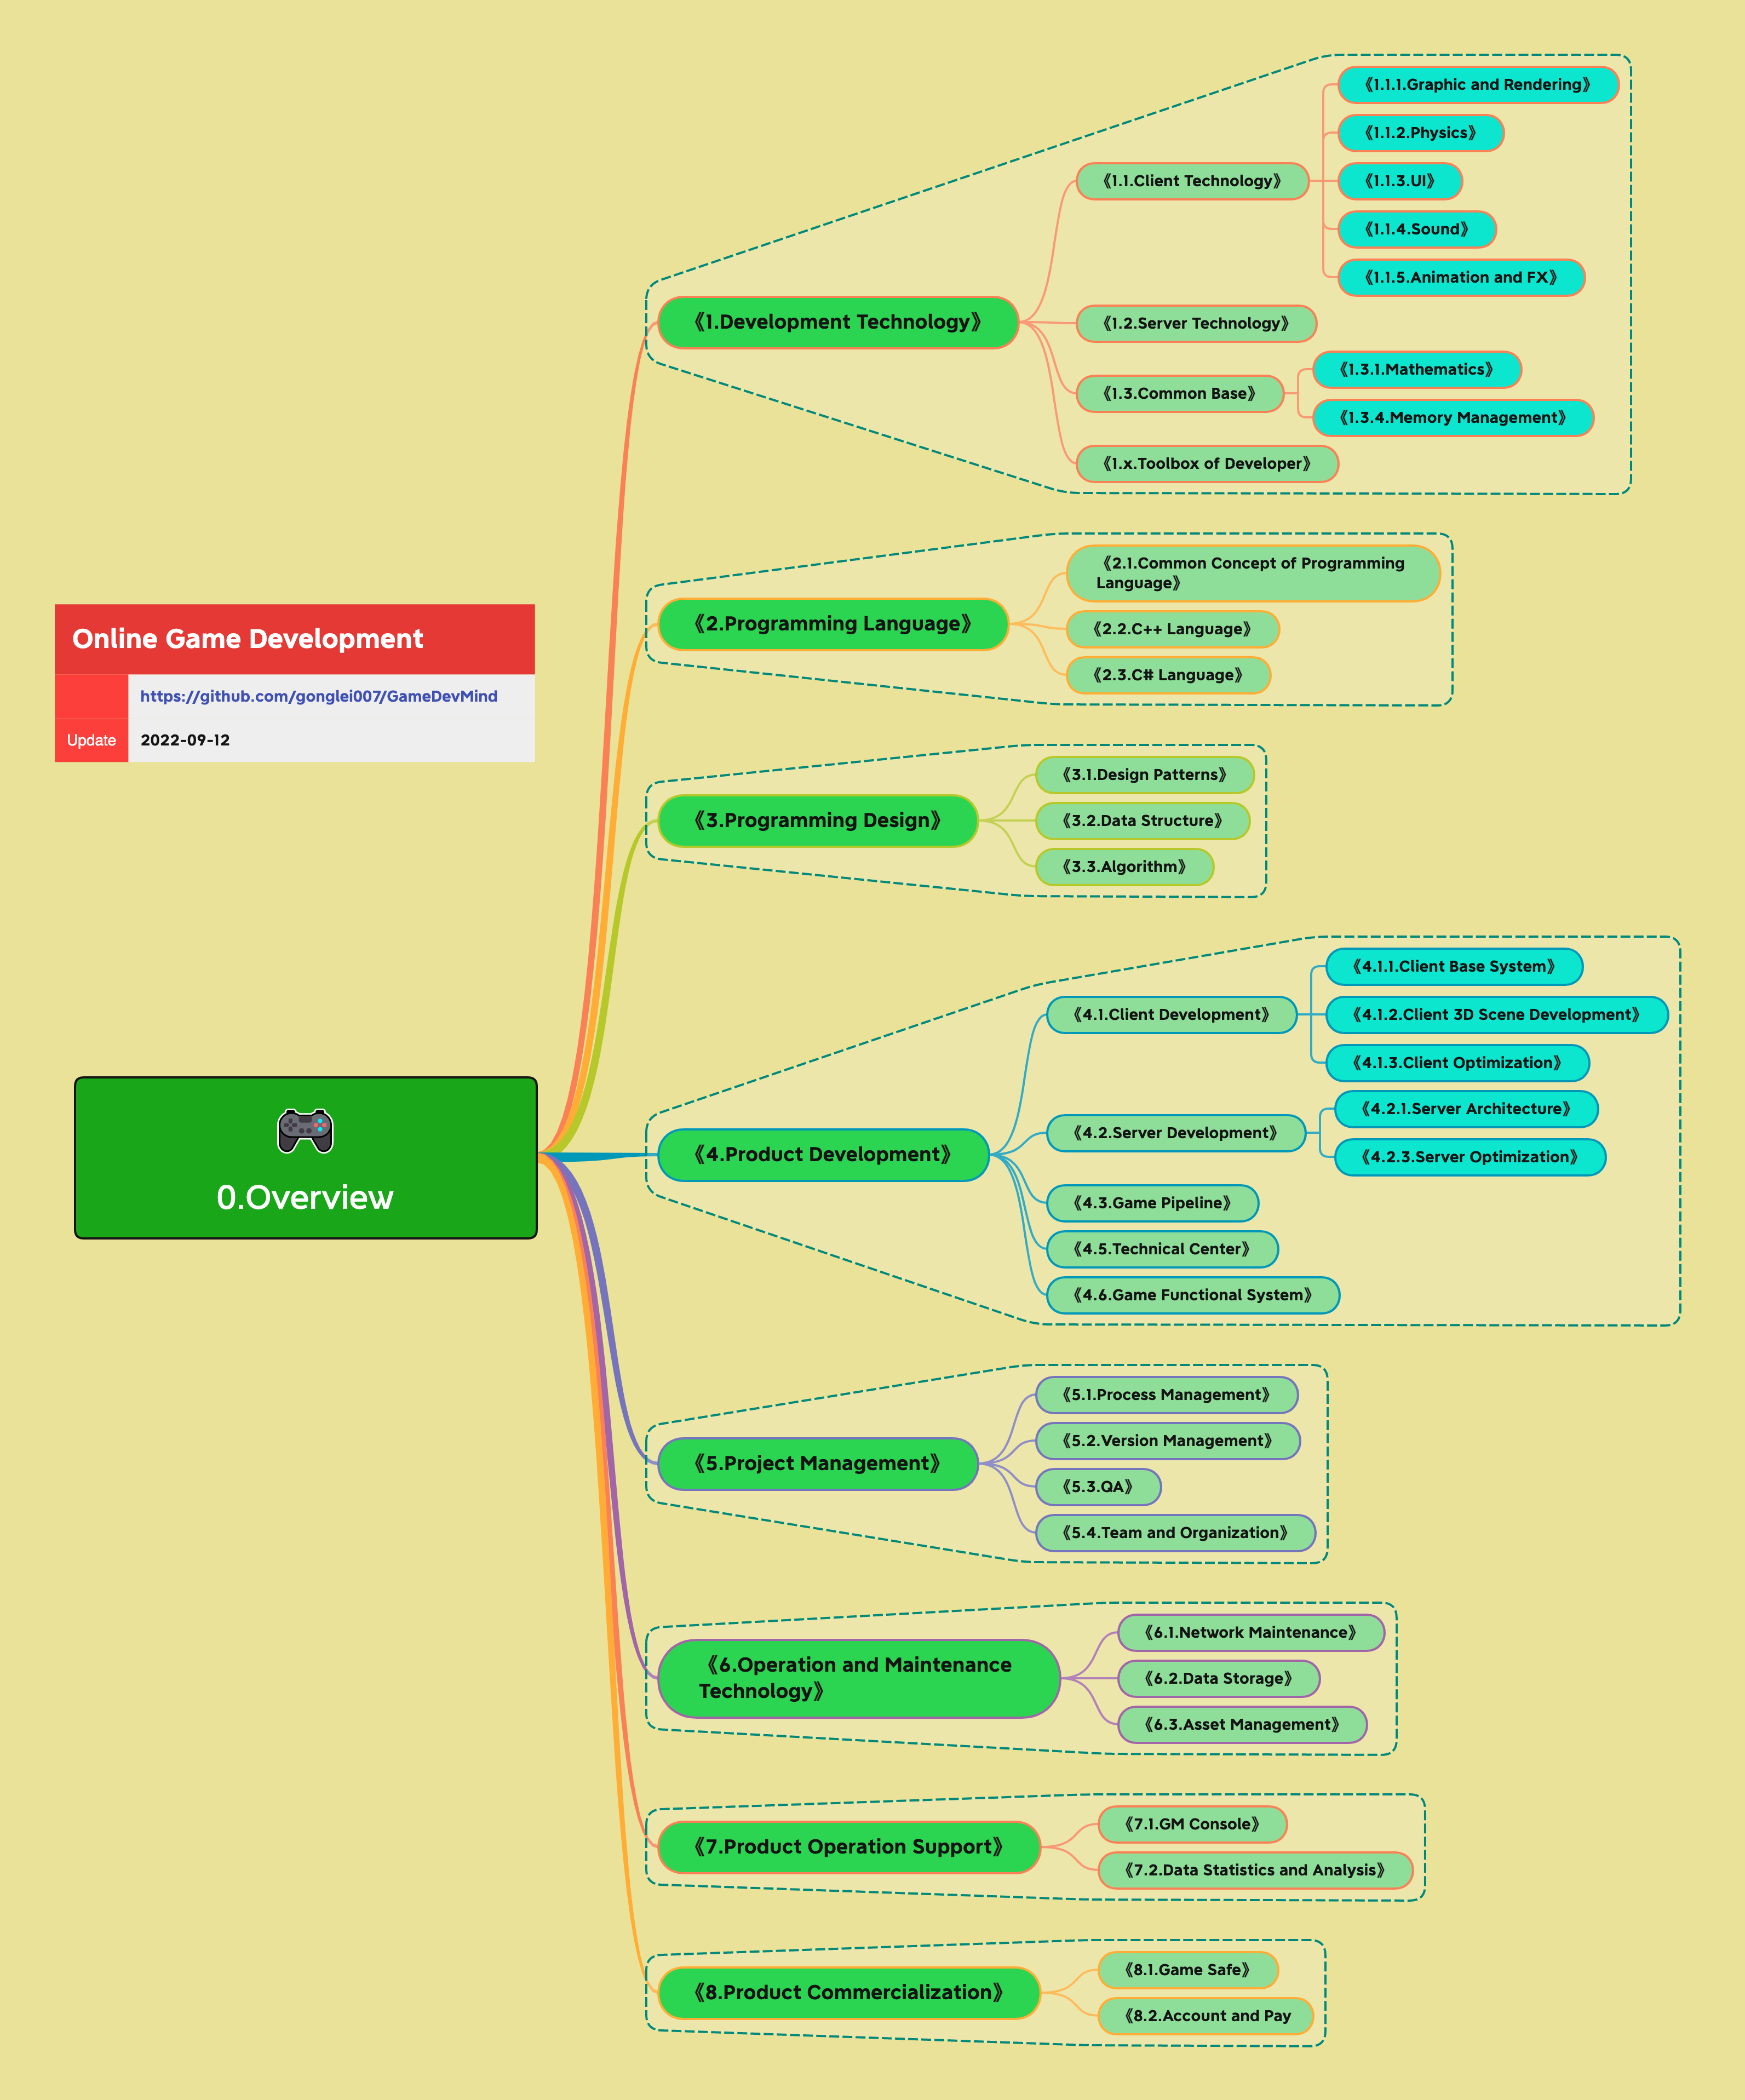 Online Game Development
https://github.com/gonglei007/GameDevMind
Update 2022-09-12
0.Overview
《1.Development Technology》
《1.1.Client Technology》
《1.1.1.Graphic and Rendering》
《1.1.2.Physics》
《1.1.3.UI》
《1.1.4.Sound》
《1.1.5.Animation and FX》
《1.2.Server Technology》
《1.3.Common Base》
《1.3.1.Mathematics》
《1.3.4.Memory Management》
《1.x.Toolbox of Developer》
《2.Programming Language》
《2.1.Common Concept of Programming
Language》
《2.2.C++ Language》
《2.3.C# Language》
《3.Programming Design》
《3.1.Design Patterns》
《3.2.Data Structure》
《3.3.Algorithm》
《4.Product Development》
《4.1.Client Development》
《4.1.1.Client Base System》
《4.1.2.Client 3D Scene Development》
《4.1.3.Client Optimization》
《4.2.Server Development》
《4.2.1.Server Architecture》
《4.2.3.Server Optimization》
《4.3.Game Pipeline》
《4.5.Technical Center》
《4.6.Game Functional System》
《5.Project Management》
《5.1.Process Management》
《5.2.Version Management》
《5.3.QA》
《5.4.Team and Organization》
《6.Operation and Maintenance
Technology》
《6.1.Network Maintenance》
《6.2.Data Storage》
《6.3.Asset Management》
《7.Product Operation Support》
《7.1.GM Console》
《7.2.Data Statistics and Analysis》
《8.Product Commercialization》
《8.1.Game Safe》
《8.2.Account and Pay